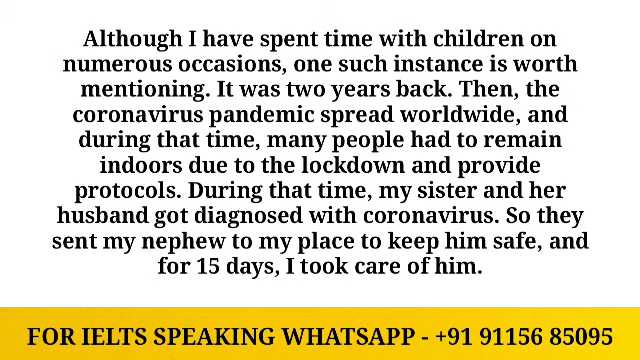 Although I have spent time with children on
numerous occasions, one such instance is worth
mentioning. It was two years back. Then, the
coronavirus pandemic spread worldwide, and
during that time, many people had to remain
indoors due to the lockdown and provide
protocols. During that time, my sister and her
husband got diagnosed with coronavirus. So they
sent my nephew to my place to keep him safe, and
for 15 days, I took care of him.
FOR IELTS SPEAKING WHATSAPP - +91 91156 85095